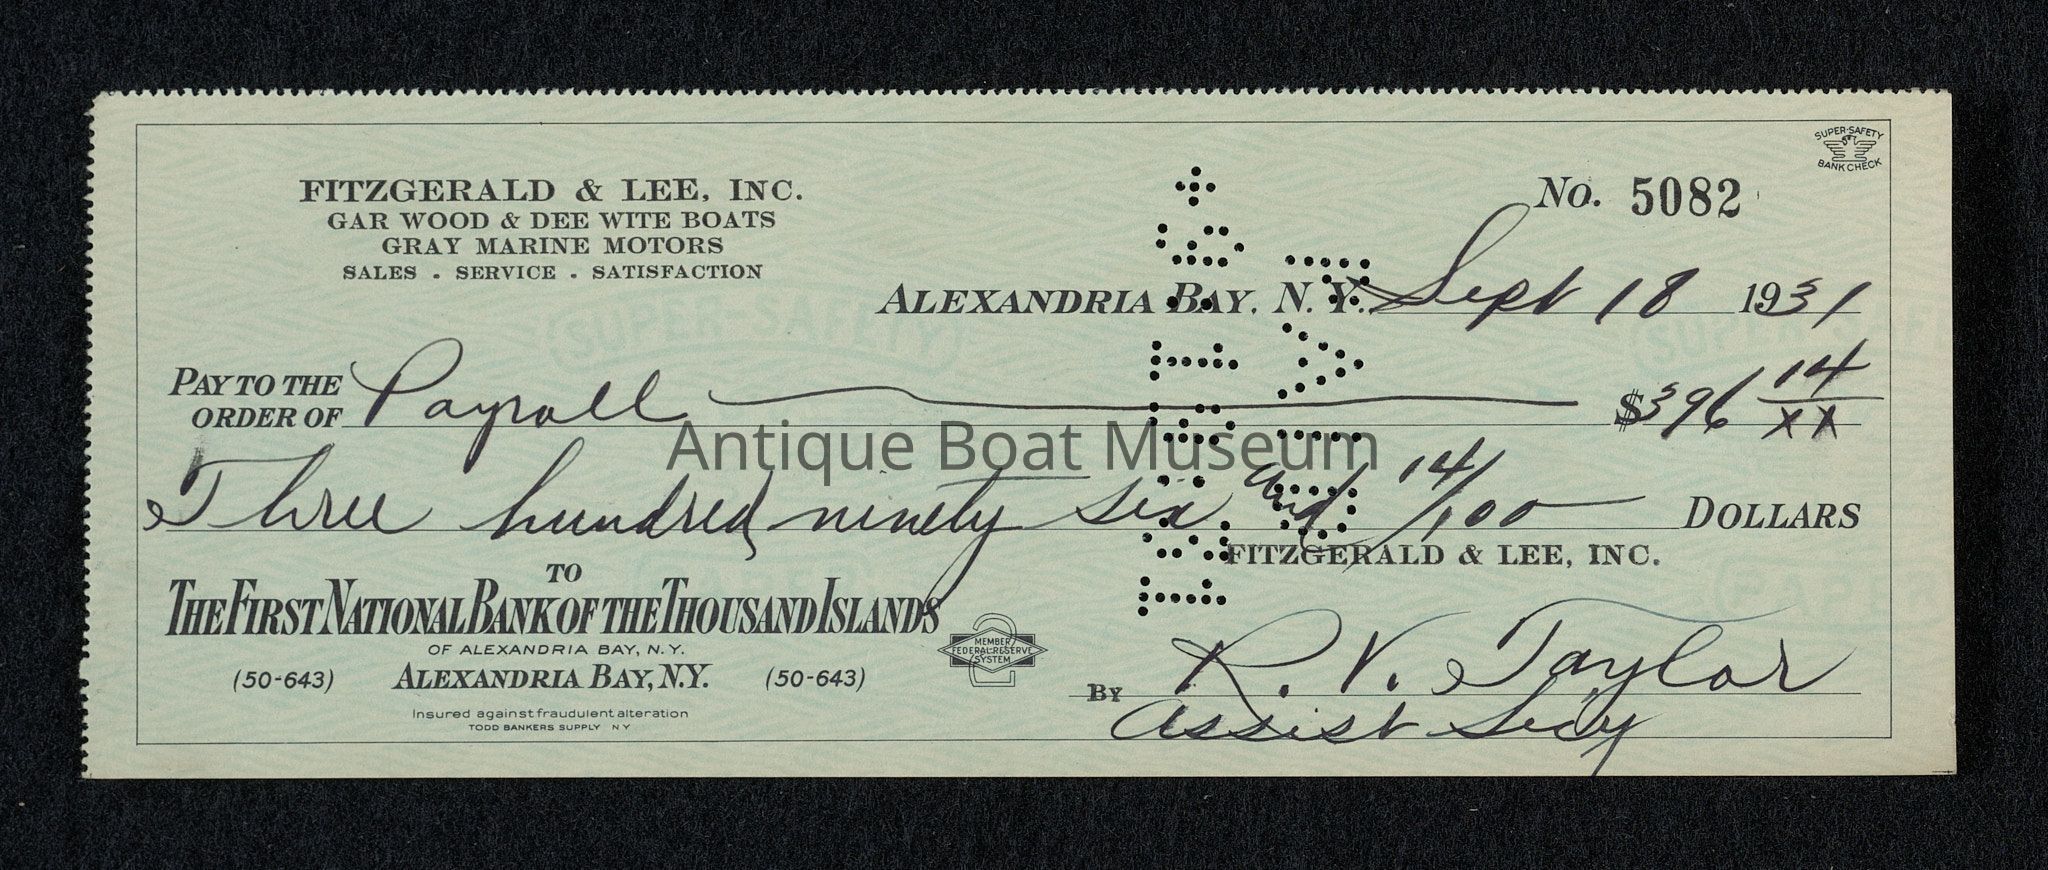 SUPER-SAFETY
BANK CHECK
FITZGERALD & LEE, INC.
GAR WOOD & DEE WITE BOATS
GRAY MARINE MOTORS
SALES . SERVICE . SATISFACTION
No. 5082
ALEXANDRIA BAY, N. Y. Sept 18 1931
SUPER-SAFETY
PAY TO THE
ORDER OF Payroll $396 14/xx
Antique Boat Museum
Three hundred ninety six and 14/100 DOLLARS
FITZGERALD & LEE, INC.
TO
THE FIRST NATIONAL BANK OF THE THOUSAND ISLANDS
OF ALEXANDRIA BAY, N.Y.
(50-643) ALEXANDRIA BAY, N.Y. (50-643)
MEMBER
FEDERAL RESERVE
SYSTEM
BY R. V. Taylor
Assist Secy
Insured against fraudulent alteration
TODD BANKERS SUPPLY NY